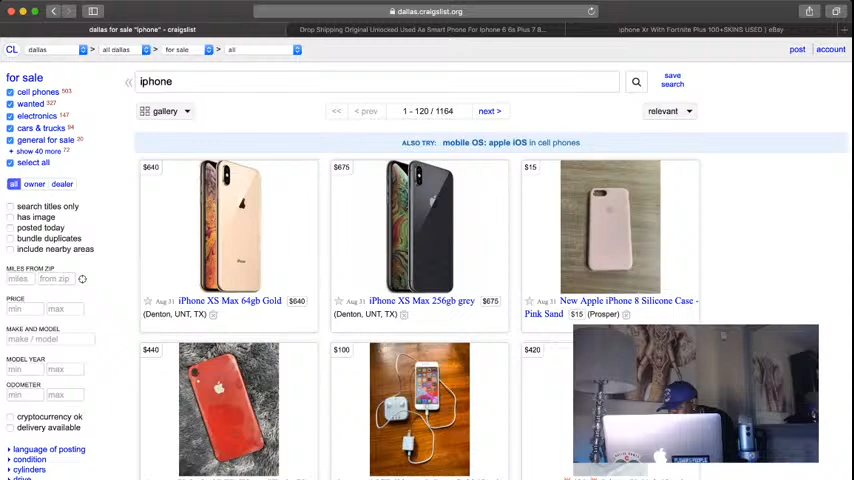 dallas.craigslist.org
dallas for sale "iphone" - craigslist
Drop Shipping Original Umocked Used Aa Smart Phons For Iphone 6 6s Plus 7 8...
iphone Xr With Fortnite Plus 100+SKINS USED | eBay
CL dallas > all dallas > for sale > all post account
for sale
cell phones 503
wanted 327
electronics 147
cars & trucks 94
general for sale 20
+ show 40 more 72
select all
all owner dealer
search titles only
has image
posted today
bundle duplicates
include nearby areas
MILES FROM ZIP
miles from zip
PRICE
min max
MAKE AND MODEL
make / model
MODEL YEAR
min max
ODOMETER
min max
cryptocurrency ok
delivery available
language of posting
condition
cylinders
drive
iphone
save search
gallery << < prev 1 - 120 / 1164 next > relevant
ALSO TRY: mobile OS: apple iOS in cell phones
$640
Aug 31 iPhone XS Max 64gb Gold $640
(Denton, UNT, TX)
$675
Aug 31 iPhone XS Max 256gb grey $675
(Denton, UNT, TX)
$15
Aug 31 New Apple iPhone 8 Silicone Case -
Pink Sand $15 (Prosper)
$440
$100
$420